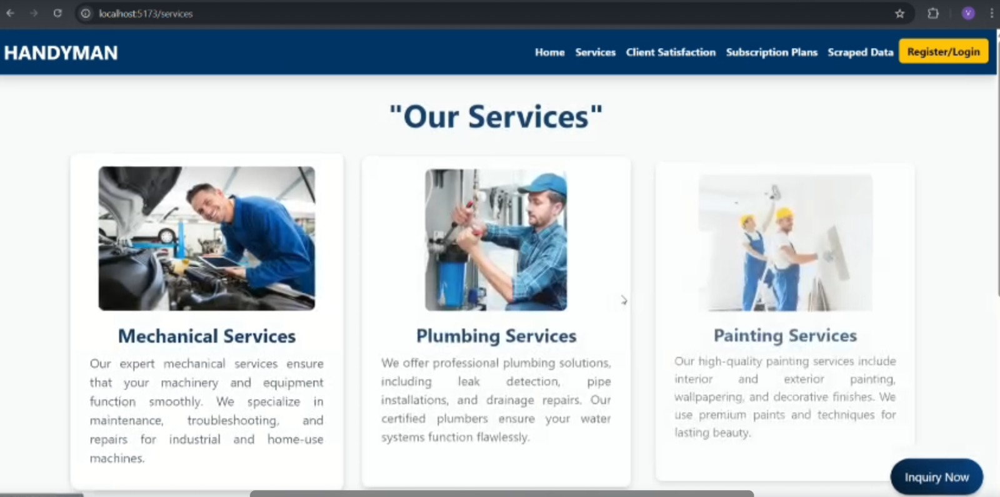 localhost:5173/services
V
HANDYMAN
Home Services Client Satisfaction Subscription Plans Scraped Data Register/Login
"Our Services"
Mechanical Services
Our expert mechanical services ensure
that your machinery and equipment
function smoothly. We specialize in
maintenance, troubleshooting, and
repairs for industrial and home-use
machines.
Plumbing Services
We offer professional plumbing solutions,
including leak detection, pipe
installations, and drainage repairs. Our
certified plumbers ensure your water
systems function flawlessly.
Painting Services
Our high-quality painting services include
interior and exterior painting,
wallpapering, and decorative finishes. We
use premium paints and techniques for
lasting beauty.
Inquiry Now